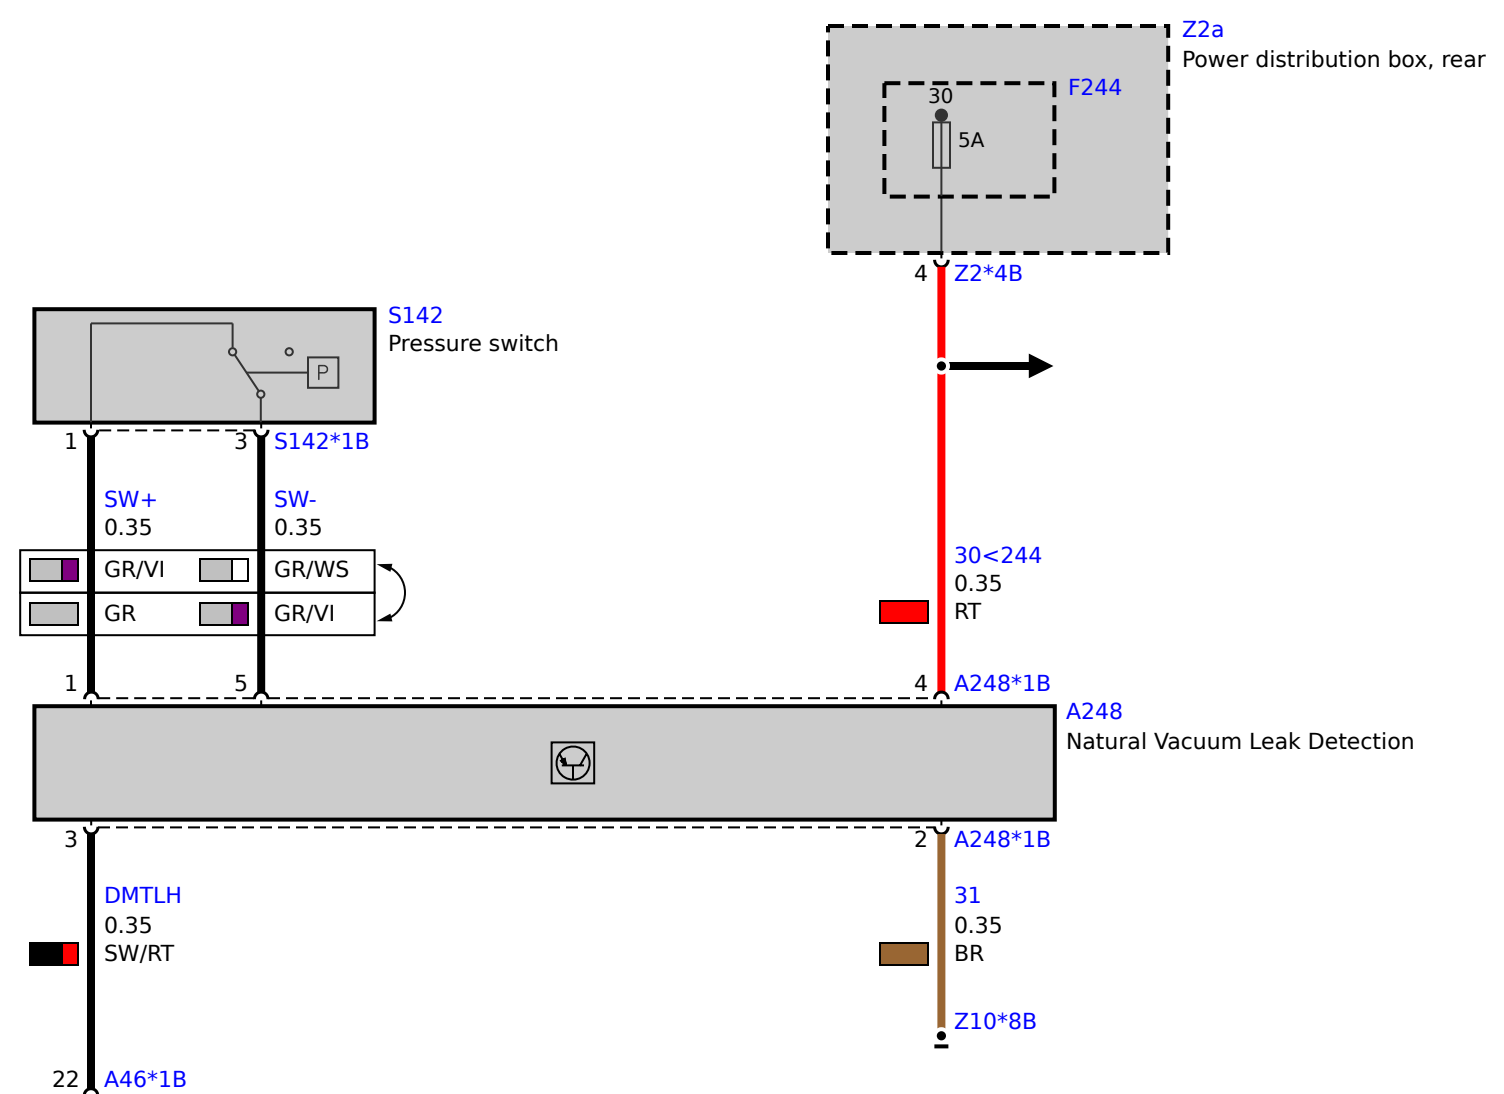 Z2a
Power distribution box, rear
F244
30
5A
4 Z2*4B
S142
Pressure switch
P
1 3 S142*1B
SW+ SW-
0.35 0.35
GR/VI GR/WS
GR GR/VI
30<244
0.35
RT
1 5 4 A248*1B
A248
Natural Vacuum Leak Detection
3 2 A248*1B
DMTLH 31
0.35 0.35
SW/RT BR
Z10*8B
22 A46*1B